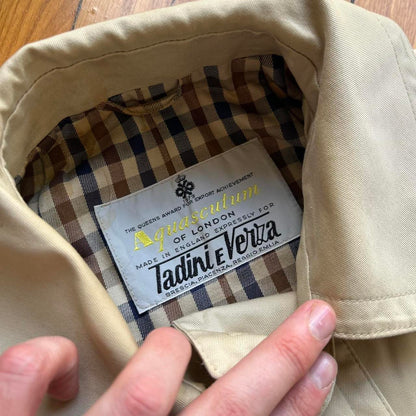 THE QUEENS AWARD FOR EXPORT ACHIEVEMENT
Aquascutum
OF LONDON
MADE IN ENGLAND EXPRESSLY FOR
Tadini E Verza
BRESCIA, PIACENZA, REGGIO EMILIA